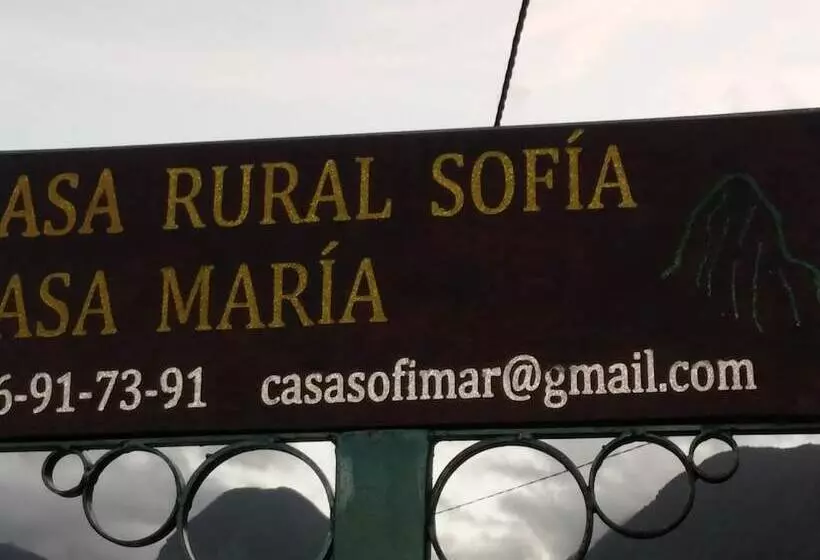 ASA RURAL SOFÍA
ASA MARÍA
6-91-73-91 casasofimar@gmail.com